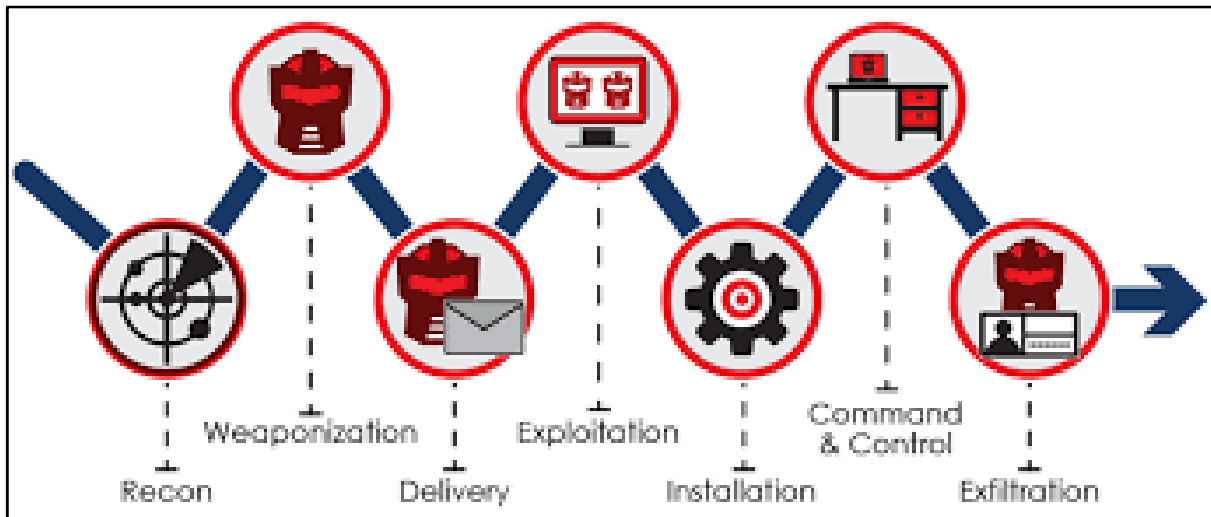 Recon
Weaponization
Delivery
Exploitation
Installation
Command
& Control
Exfiltration